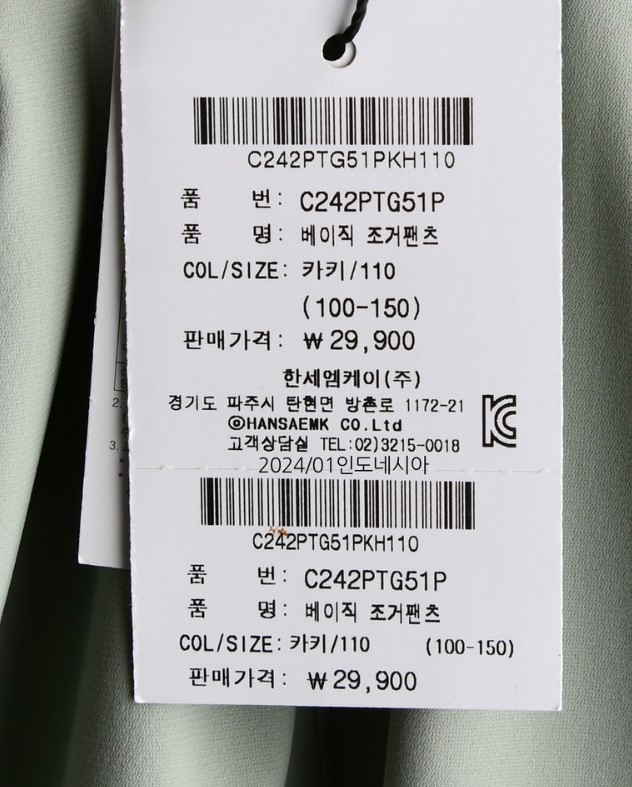 C242PTG51PKH110
품 번: C242PTG51P
품 명: 베이직 조거팬츠
COL/SIZE: 카키/110
(100-150)
판매가격: ₩29,900
한세엠케이(주)
경기도 파주시 탄현면 방촌로 1172-21
©HANSAEMK CO.Ltd
고객상담실 TEL:02)3215-0018
2024/01인도네시아
C242PTG51PKH110
품 번: C242PTG51P
품 명: 베이직 조거팬츠
COL/SIZE: 카키/110 (100-150)
판매가격: ₩29,900
2.
3.